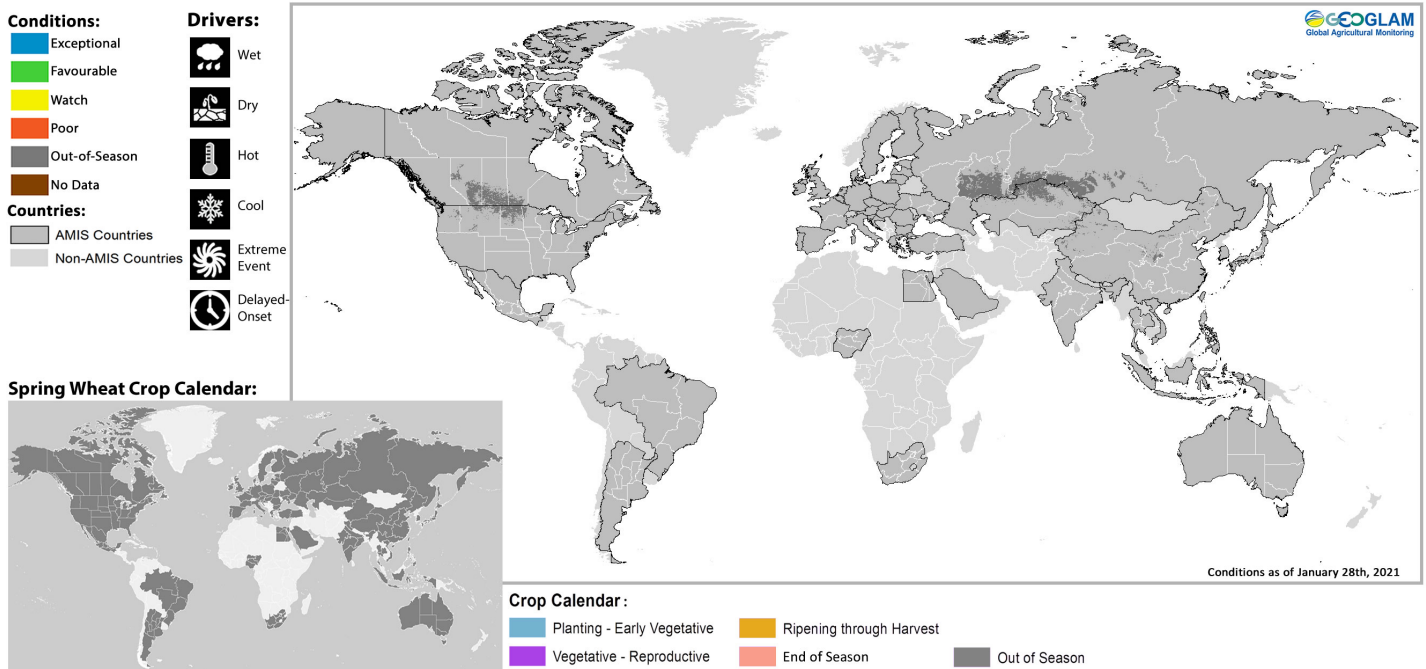 Conditions:
Exceptional
Favourable
Watch
Poor
Out-of-Season
No Data
Countries:
AMIS Countries
Non-AMIS Countries
Drivers:
Wet
Dry
Hot
Cool
Extreme
Event
Delayed-
Onset
GEOGLAM
Global Agricultural Monitoring
Conditions as of January 28th, 2021
Spring Wheat Crop Calendar:
Crop Calendar :
Planting - Early Vegetative
Vegetative - Reproductive
Ripening through Harvest
End of Season
Out of Season